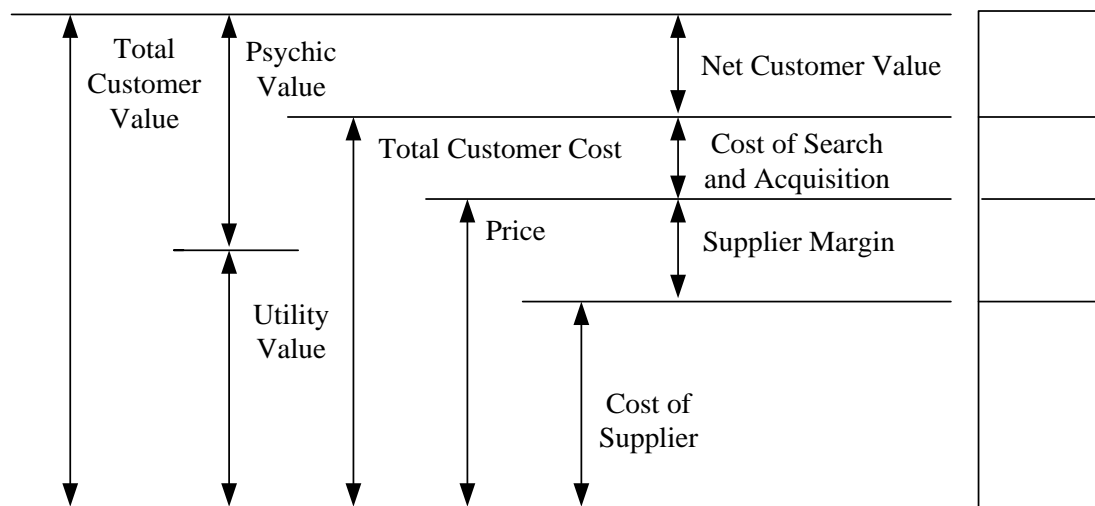 Total
Customer
Value
Psychic
Value
Net Customer Value
Total Customer Cost
Cost of Search
and Acquisition
Price
Supplier Margin
Utility
Value
Cost of
Supplier